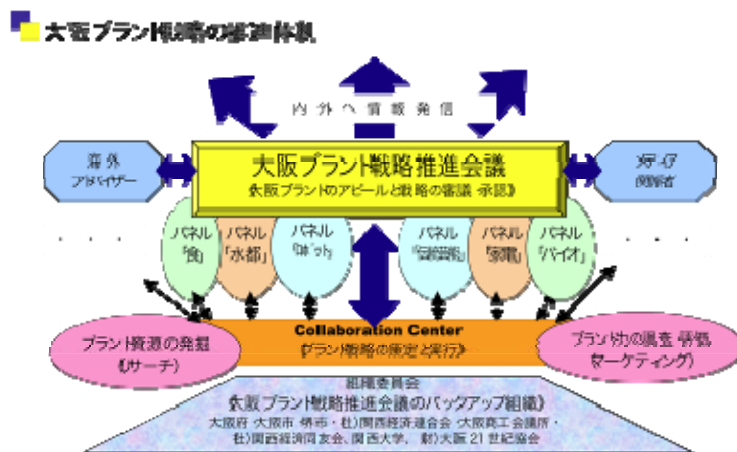 大阪ブランド戦略の推進体制
内外へ情報発信
海外
アドバイザー
大阪ブランド戦略推進会議
《大阪ブランドのアピールと戦略の審議・承認》
メディア
関係者
・・・
パネル
「食」
パネル
「水都」
パネル
「ロボット」
パネル
「伝統芸能」
パネル
「家電」
パネル
「バイオ」
・・・
ブランド資源の発掘
(リサーチ)
Collaboration Center
《ブランド戦略の策定と実行》
ブランド力の調査・評価
(マーケティング)
組織委員会
《大阪ブランド戦略推進会議のバックアップ組織》
大阪府・大阪市・堺市・社)関西経済連合会・大阪商工会議所・
社)関西経済同友会、関西大学、財)大阪21世紀協会